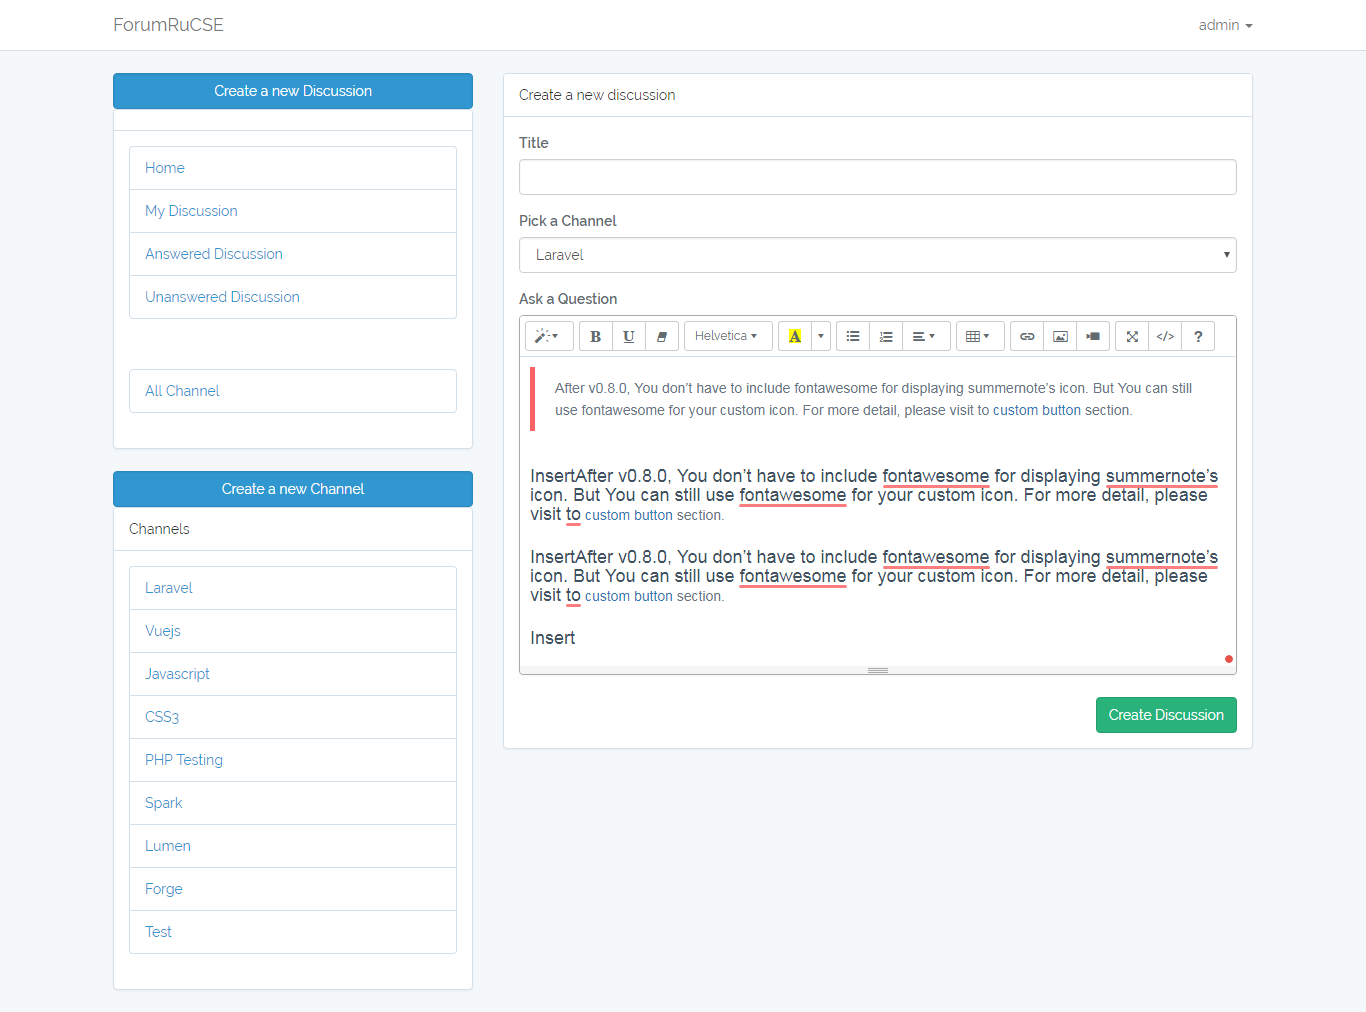 ForumRuCSE
admin
Create a new Discussion
Home
My Discussion
Answered Discussion
Unanswered Discussion
All Channel
Create a new Channel
Channels
Laravel
Vuejs
Javascript
CSS3
PHP Testing
Spark
Lumen
Forge
Test
Create a new discussion
Title
Pick a Channel
Laravel
Ask a Question
B U Helvetica A </> ?
After v0.8.0, You don’t have to include fontawesome for displaying summernote’s icon. But You can still
use fontawesome for your custom icon. For more detail, please visit to custom button section.
InsertAfter v0.8.0, You don’t have to include fontawesome for displaying summernote’s
icon. But You can still use fontawesome for your custom icon. For more detail, please
visit to custom button section.
InsertAfter v0.8.0, You don’t have to include fontawesome for displaying summernote’s
icon. But You can still use fontawesome for your custom icon. For more detail, please
visit to custom button section.
Insert
Create Discussion